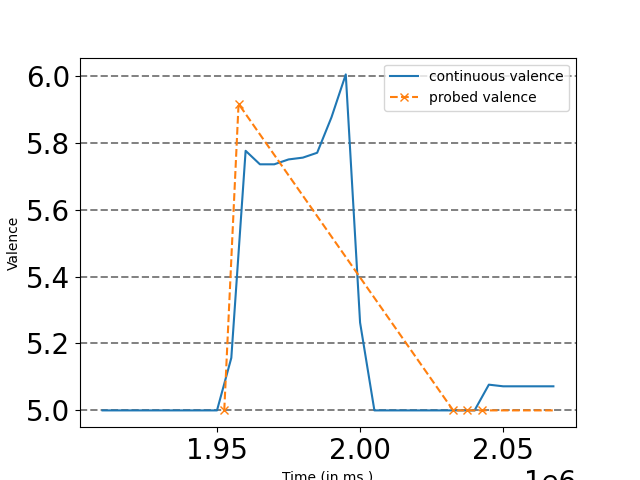 continuous valence
probed valence
6.0
5.8
5.6
5.4
5.2
5.0
Valence
1.95
2.00
2.05
Time (in ms.)
1e6